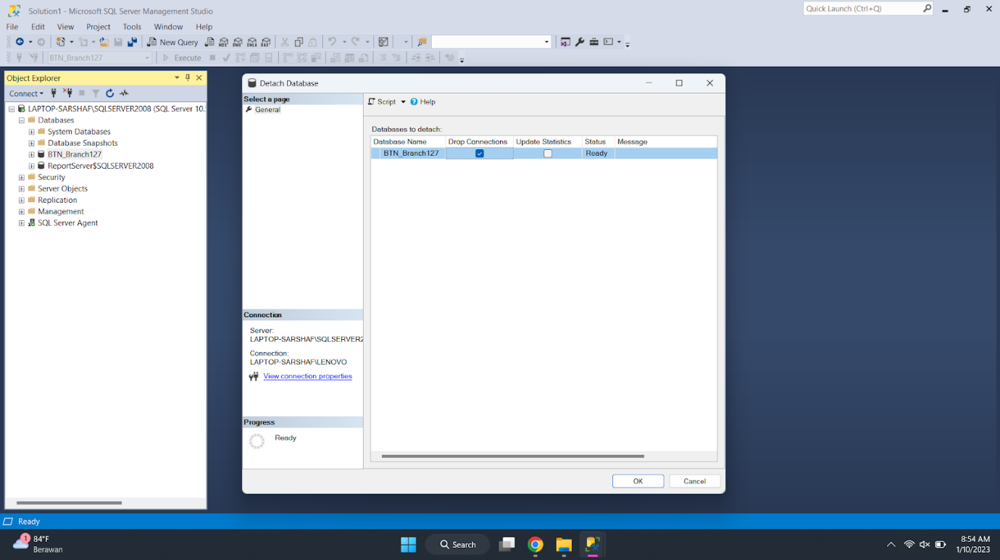 Solution1 - Microsoft SQL Server Management Studio
Quick Launch (Ctrl+Q)
File Edit View Project Tools Window Help
New Query
MDX DMX XMLA DAX
BTN_Branch127
Execute
Object Explorer
Connect
LAPTOP-SARSHAF\SQLSERVER2008 (SQL Server 10.
Databases
System Databases
Database Snapshots
BTN_Branch127
ReportServer$SQLSERVER2008
Security
Server Objects
Replication
Management
SQL Server Agent
Detach Database
Select a page
General
Script
Help
Databases to detach:
Database Name Drop Connections Update Statistics Status Message
BTN_Branch127 Ready
Connection
Server:
LAPTOP-SARSHAF\SQLSERVER2
Connection:
LAPTOP-SARSHAF\LENOVO
View connection properties
Progress
Ready
OK
Cancel
Ready
1
84°F
Berawan
Search
8:54 AM
1/10/2023